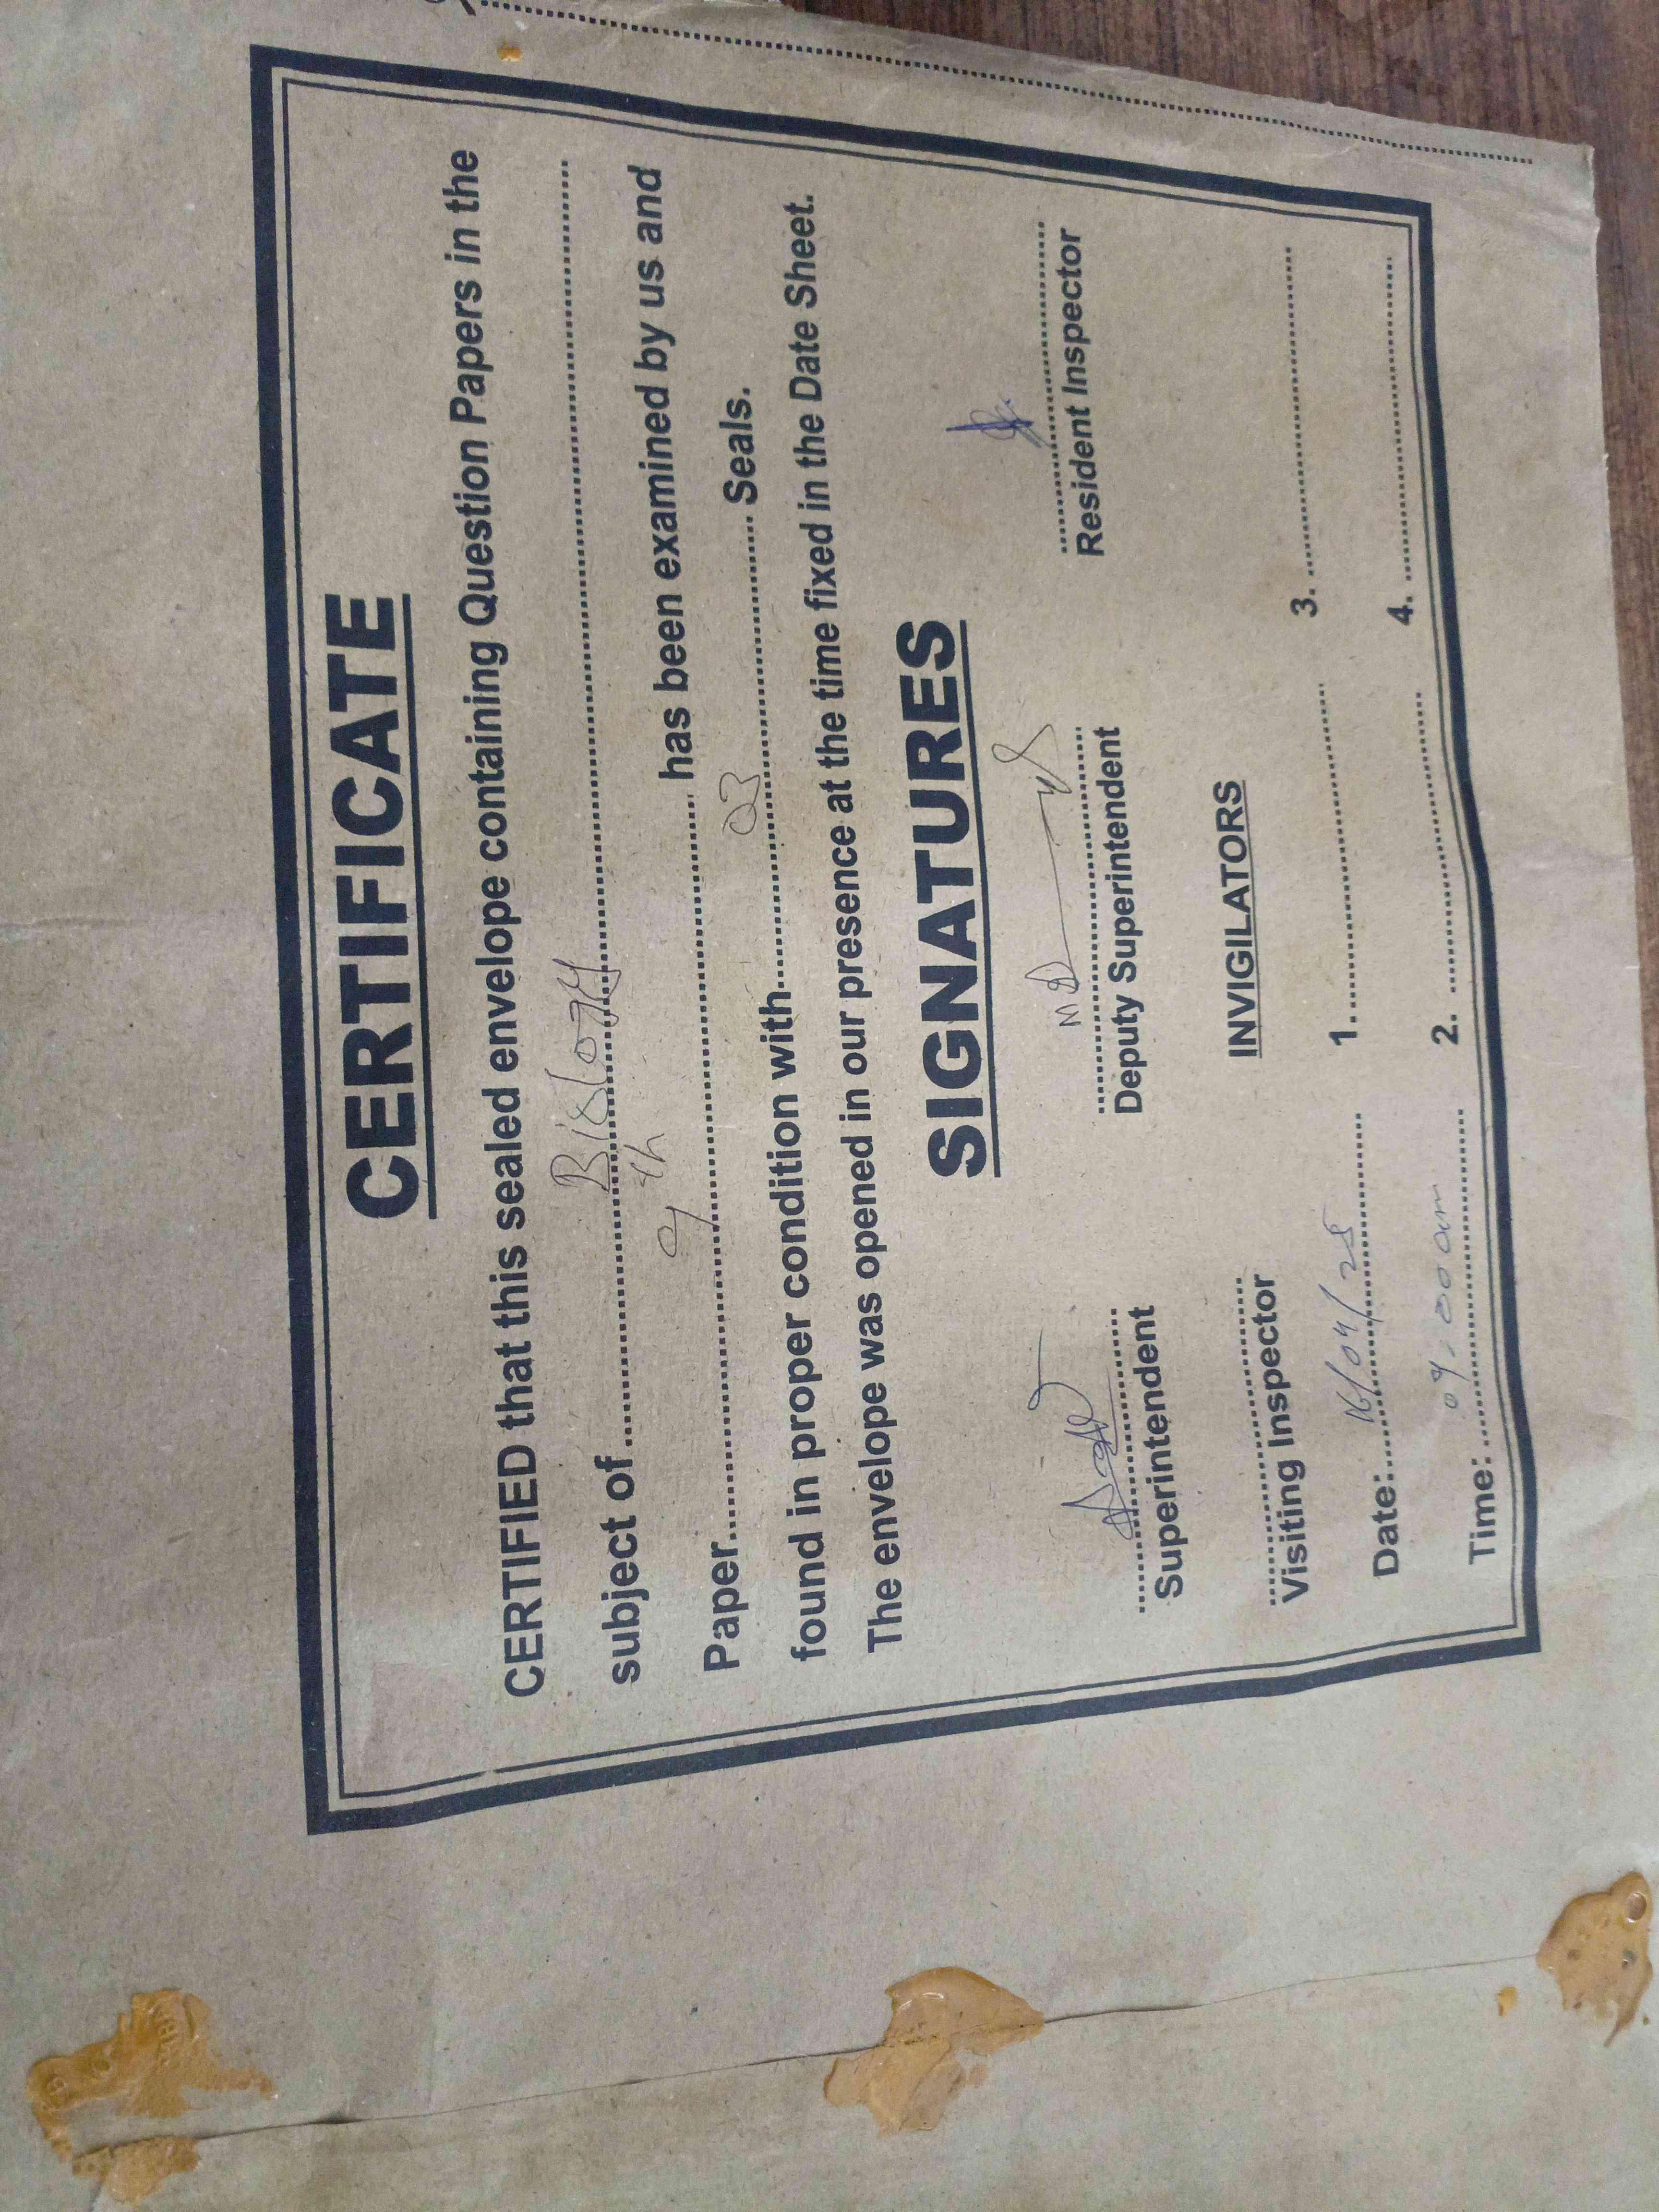 CERTIFICATE
CERTIFIED that this sealed envelope containing Question Papers in the
subject of.......... Biology ..........
Paper.......... 9th .......... has been examined by us and
found in proper condition with.......... 03 .......... Seals.
The envelope was opened in our presence at the time fixed in the Date Sheet.
SIGNATURES
Superintendent Deputy Superintendent Resident Inspector
Visiting Inspector INVIGILATORS
Date:.......... 16/04/25 1. .......... 3. ..........
Time:.......... 09:00 am 2. .......... 4. ..........